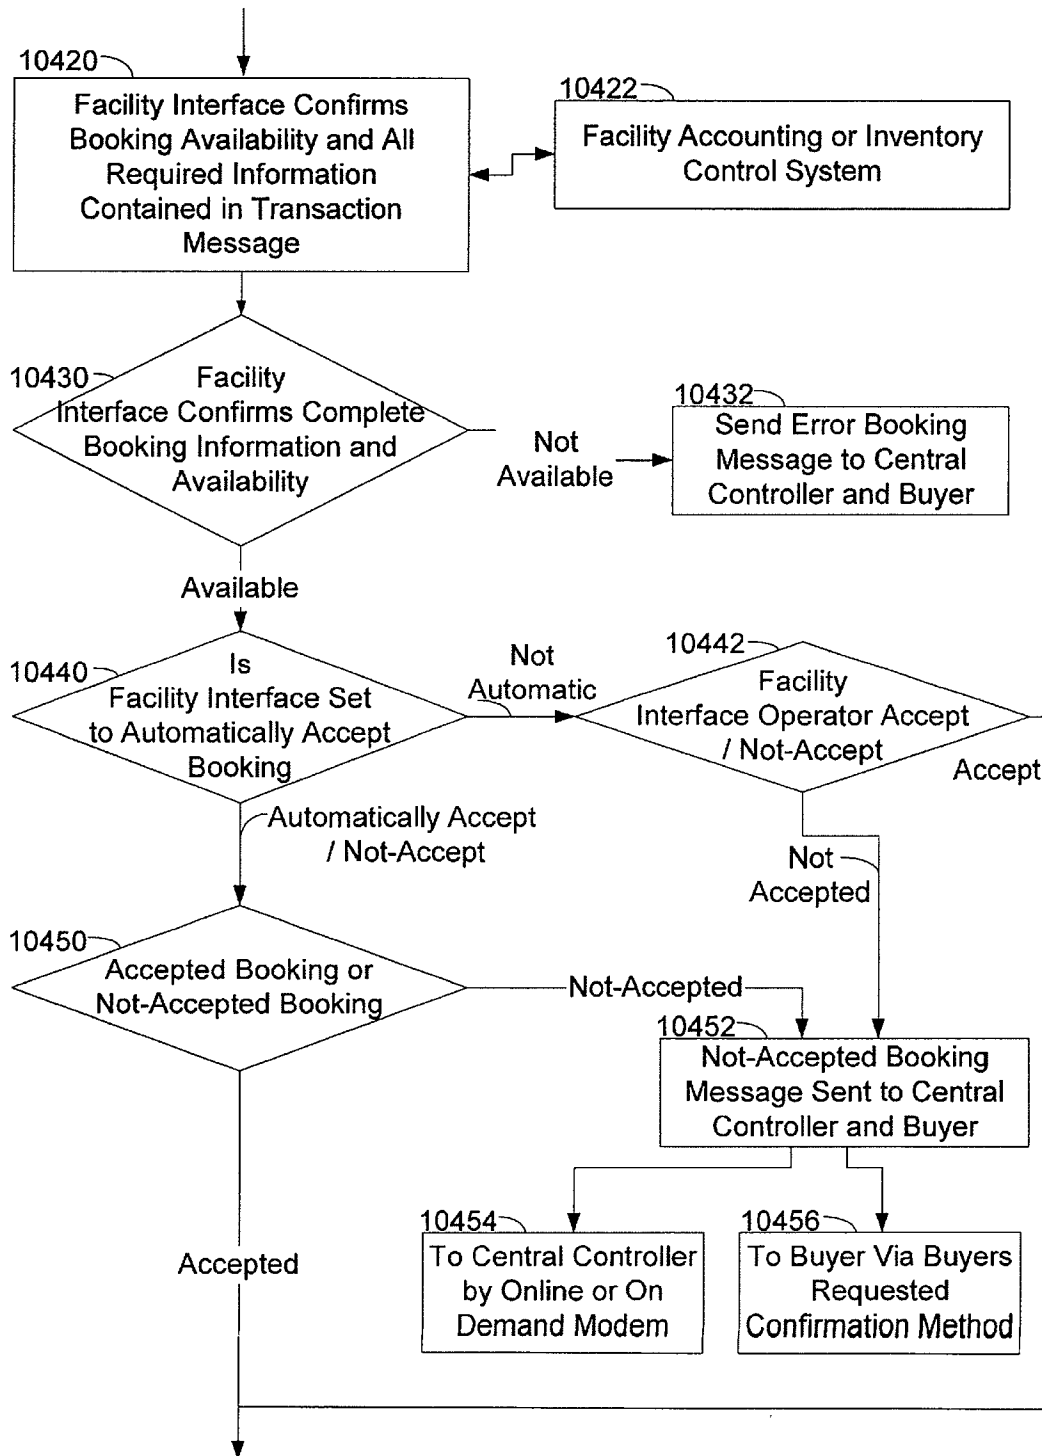 10420
Facility Interface Confirms
Booking Availability and All
Required Information
Contained in Transaction
Message
10422
Facility Accounting or Inventory
Control System
10430
Facility
Interface Confirms Complete
Booking Information and
Availability
Not
Available
10432
Send Error Booking
Message to Central
Controller and Buyer
Available
10440
Is
Facility Interface Set
to Automatically Accept
Booking
Not
Automatic
10442
Facility
Interface Operator Accept
/ Not-Accept
Accept
Automatically Accept
/ Not-Accept
Not
Accepted
10450
Accepted Booking or
Not-Accepted Booking
Not-Accepted
10452
Not-Accepted Booking
Message Sent to Central
Controller and Buyer
10454
To Central Controller
by Online or On
Demand Modem
10456
To Buyer Via Buyers
Requested
Confirmation Method
Accepted